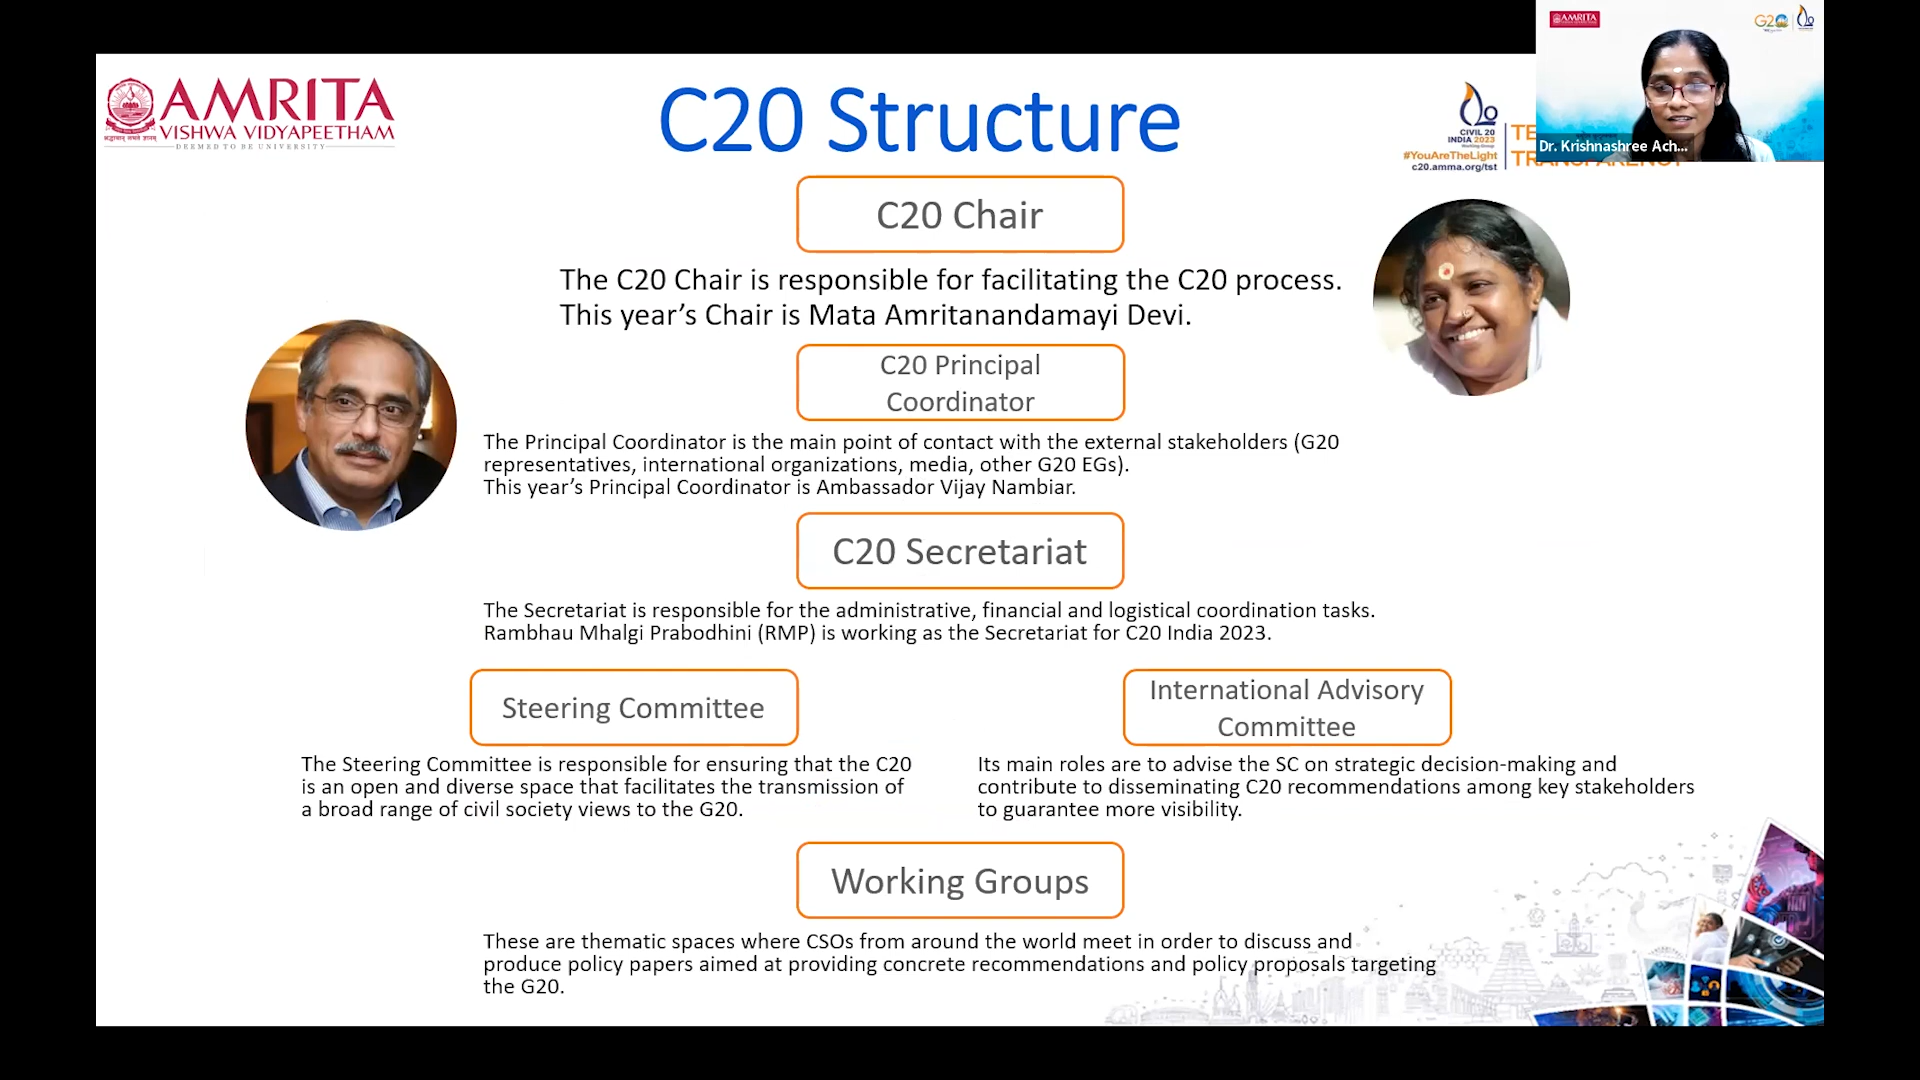 AMRITA
VISHWA VIDYAPEETHAM
DEEMED TO BE UNIVERSITY
C20 Structure
CIVIL 20
INDIA 2023
Working Group
#YouAreTheLight
c20.amma.org/tst
AMRITA
G20
Dr. Krishnashree Ach...
C20 Chair
The C20 Chair is responsible for facilitating the C20 process.
This year’s Chair is Mata Amritanandamayi Devi.
C20 Principal
Coordinator
The Principal Coordinator is the main point of contact with the external stakeholders (G20
representatives, international organizations, media, other G20 EGs).
This year’s Principal Coordinator is Ambassador Vijay Nambiar.
C20 Secretariat
The Secretariat is responsible for the administrative, financial and logistical coordination tasks.
Rambhau Mhalgi Prabodhini (RMP) is working as the Secretariat for C20 India 2023.
Steering Committee
The Steering Committee is responsible for ensuring that the C20
is an open and diverse space that facilitates the transmission of
a broad range of civil society views to the G20.
International Advisory
Committee
Its main roles are to advise the SC on strategic decision-making and
contribute to disseminating C20 recommendations among key stakeholders
to guarantee more visibility.
Working Groups
These are thematic spaces where CSOs from around the world meet in order to discuss and
produce policy papers aimed at providing concrete recommendations and policy proposals targeting
the G20.